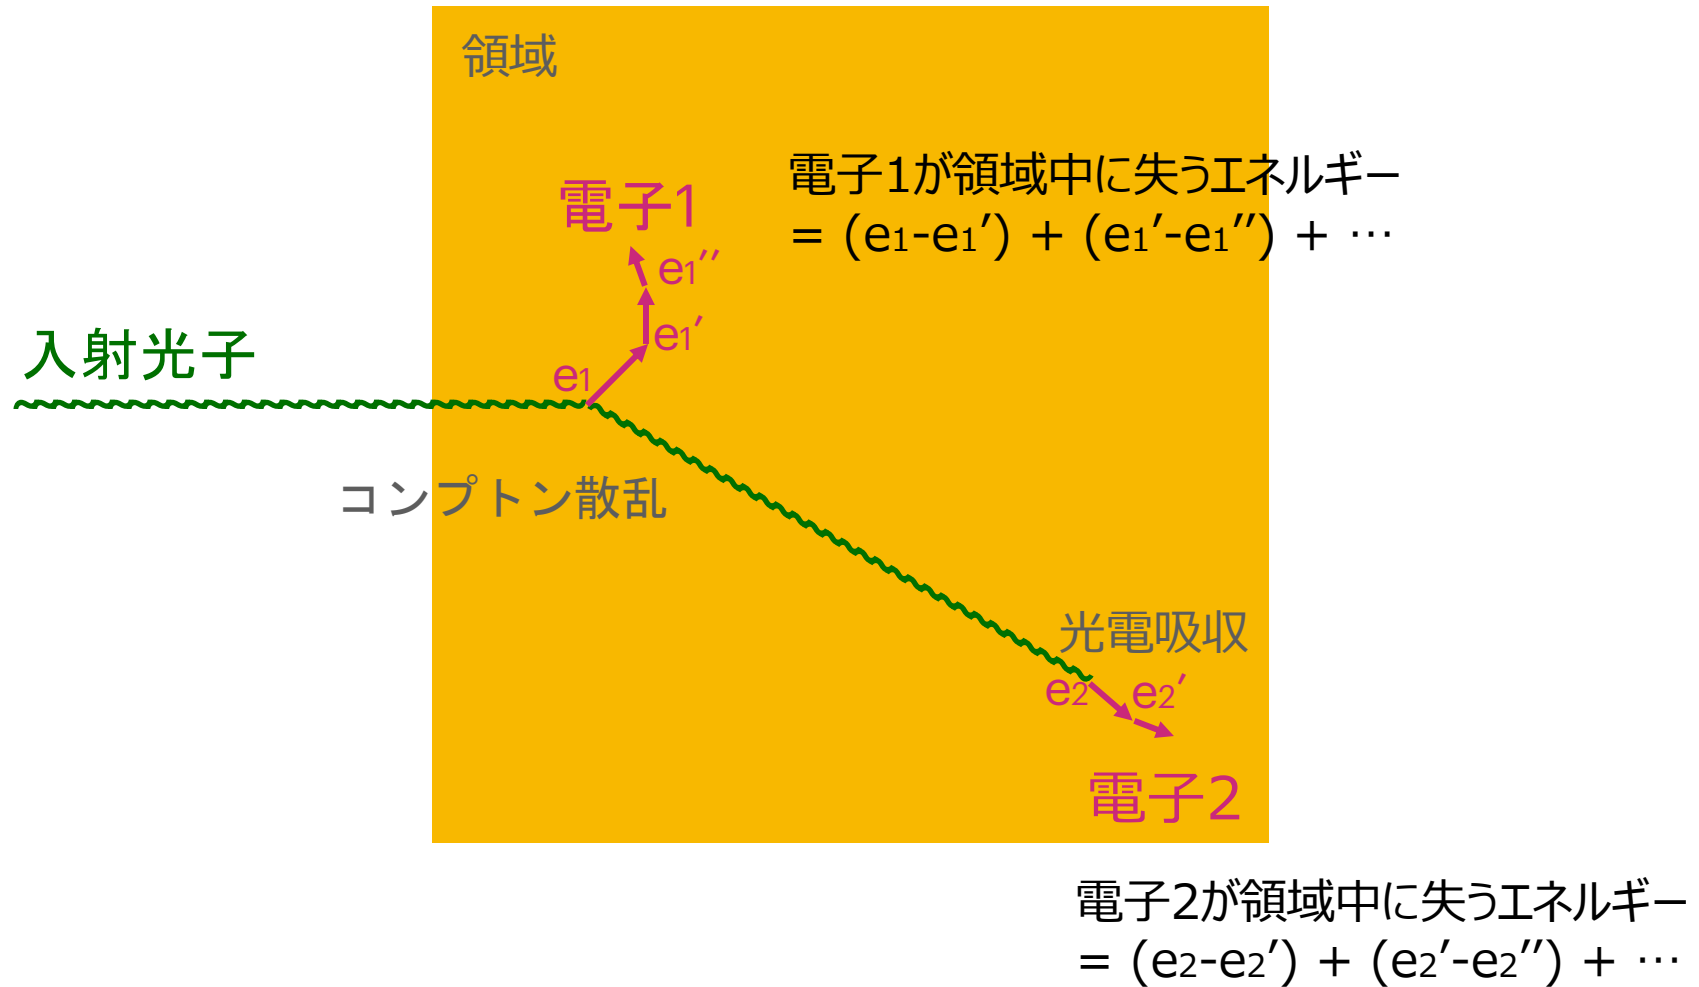 領域
電子1が領域中に失うエネルギー
= (e1-e1′) + (e1′-e1′′) + …
電子1
e1′′
e1′
e1
入射光子
コンプトン散乱
光電吸収
e2
e2′
電子2
電子2が領域中に失うエネルギー
= (e2-e2′) + (e2′-e2′′) + …